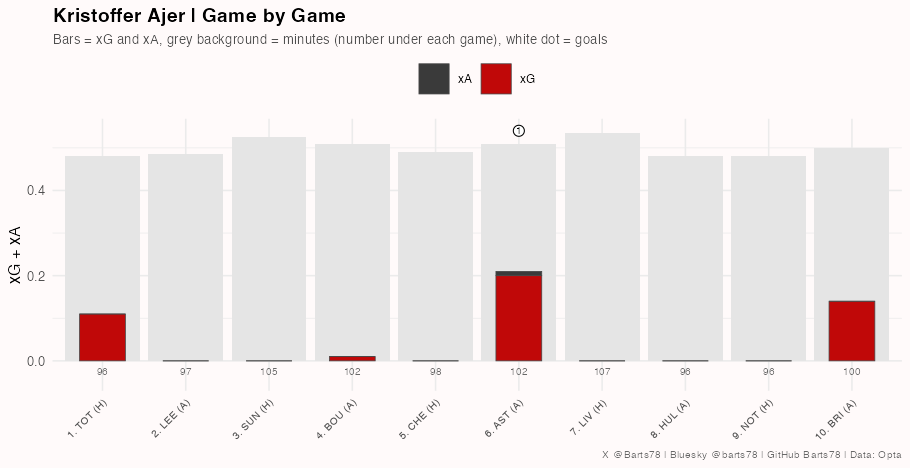 Kristoffer Ajer | Game by Game
Bars = xG and xA, grey background = minutes (number under each game), white dot = goals
xA xG
xG + xA
0.4
0.2
0.0
1
96 97 105 102 98 102 107 96 96 100
1. TOT (H) 2. LEE (A) 3. SUN (H) 4. BOU (A) 5. CHE (H) 6. AST (A) 7. LIV (H) 8. HUL (A) 9. NOT (H) 10. BRI (A)
X @Barts78 | Bluesky @barts78 | GitHub Barts78 | Data: Opta